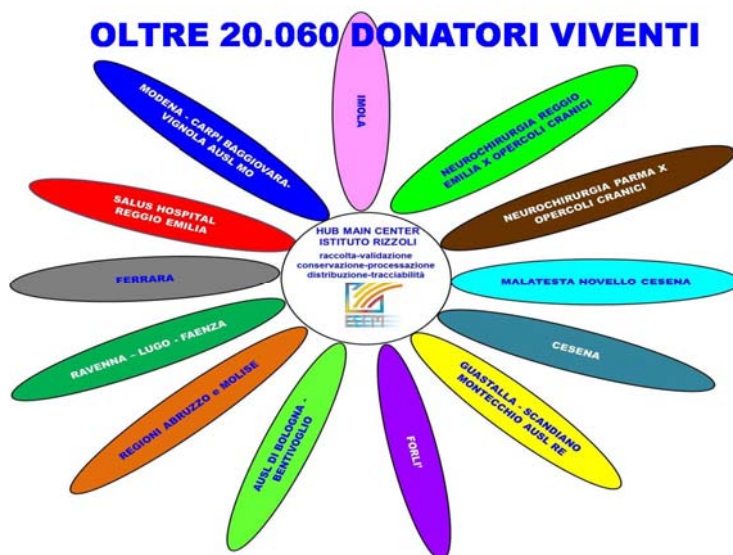 OLTRE 20.060 DONATORI VIVENTI
IMOLA
NEUROCHIRURGIA REGGIO
EMILIA X OPERCOLI CRANICI
NEUROCHIRURGIA PARMA X
OPERCOLI CRANICI
MALATESTA NOVELLO CESENA
CESENA
GUASTALLA - SCANDIANO
MONTECCHIO AUSL RE
FORLI'
AUSL DI BOLOGNA -
BENTIVOGLIO
REGIONI ABRUZZO e MOLISE
RAVENNA – LUGO - FAENZA
FERRARA
SALUS HOSPITAL
REGGIO EMILIA
MODENA - CARPI BAGGIOVARA-
VIGNOLA AUSL MO
HUB MAIN CENTER
ISTITUTO RIZZOLI
raccolta-validazione
conservazione-processazione
distribuzione-tracciabilità